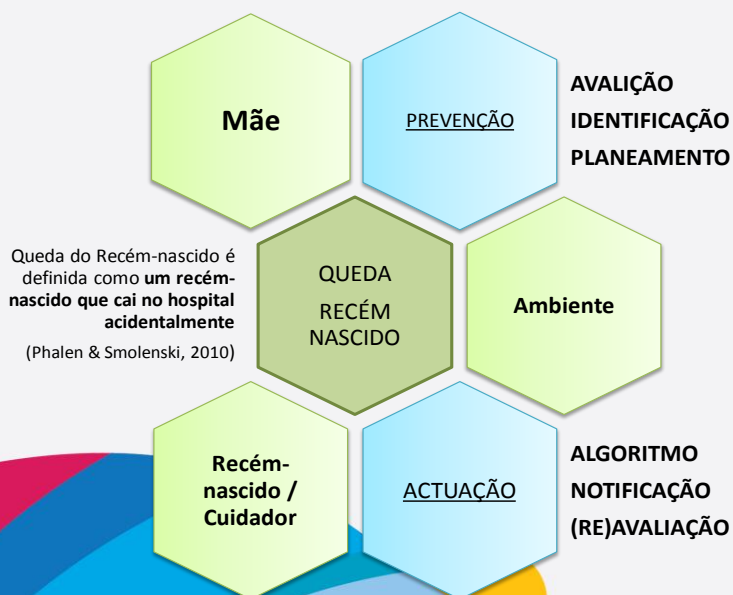 Mãe
PREVENÇÃO
AVALIÇÃO
IDENTIFICAÇÃO
PLANEAMENTO
Queda do Recém-nascido é
definida como um recém-
nascido que cai no hospital
acidentalmente
(Phalen & Smolenski, 2010)
QUEDA
RECÉM
NASCIDO
Ambiente
Recém-
nascido /
Cuidador
ACTUAÇÃO
ALGORITMO
NOTIFICAÇÃO
(RE)AVALIAÇÃO